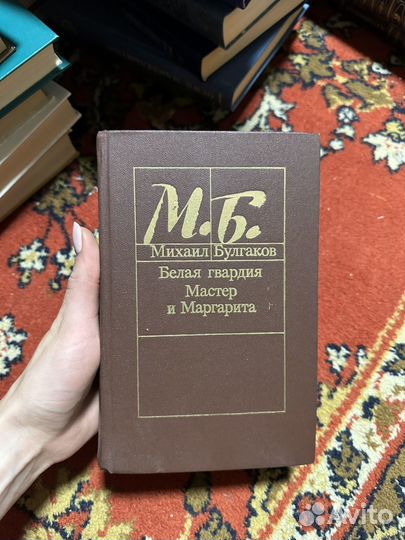 М.Б.
Михаил Булгаков
Белая гвардия
Мастер
и Маргарита
Avito